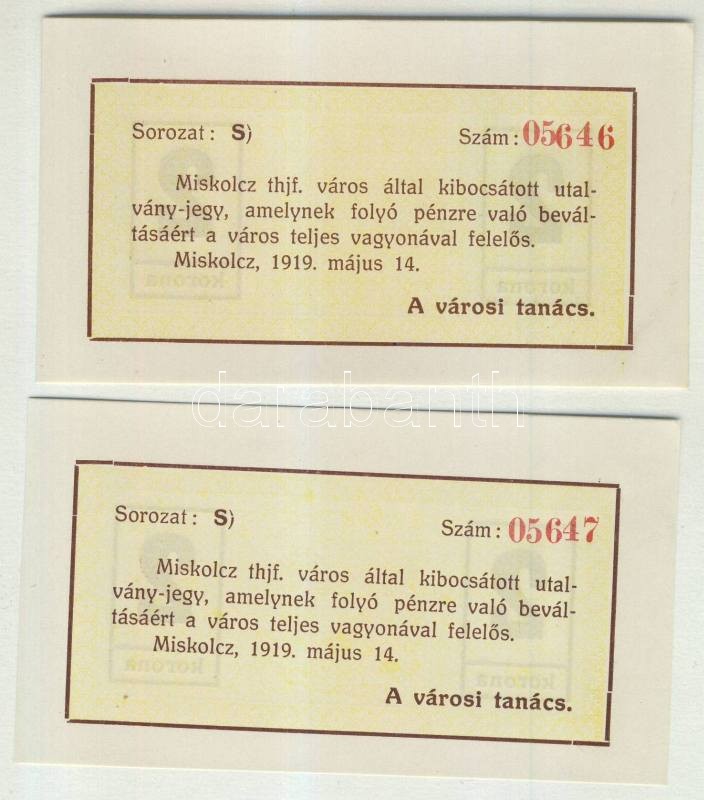 Sorozat: S) Szám: 05646
Miskolcz thjf. város által kibocsátott utal-
vány-jegy, amelynek folyó pénzre való bevál-
tásáért a város teljes vagyonával felelős.
Miskolcz, 1919. május 14.
A városi tanács.
darabanth
Sorozat: S) Szám: 05647
Miskolcz thjf. város által kibocsátott utal-
vány-jegy, amelynek folyó pénzre való bevál-
tásáért a város teljes vagyonával felelős.
Miskolcz, 1919. május 14.
A városi tanács.